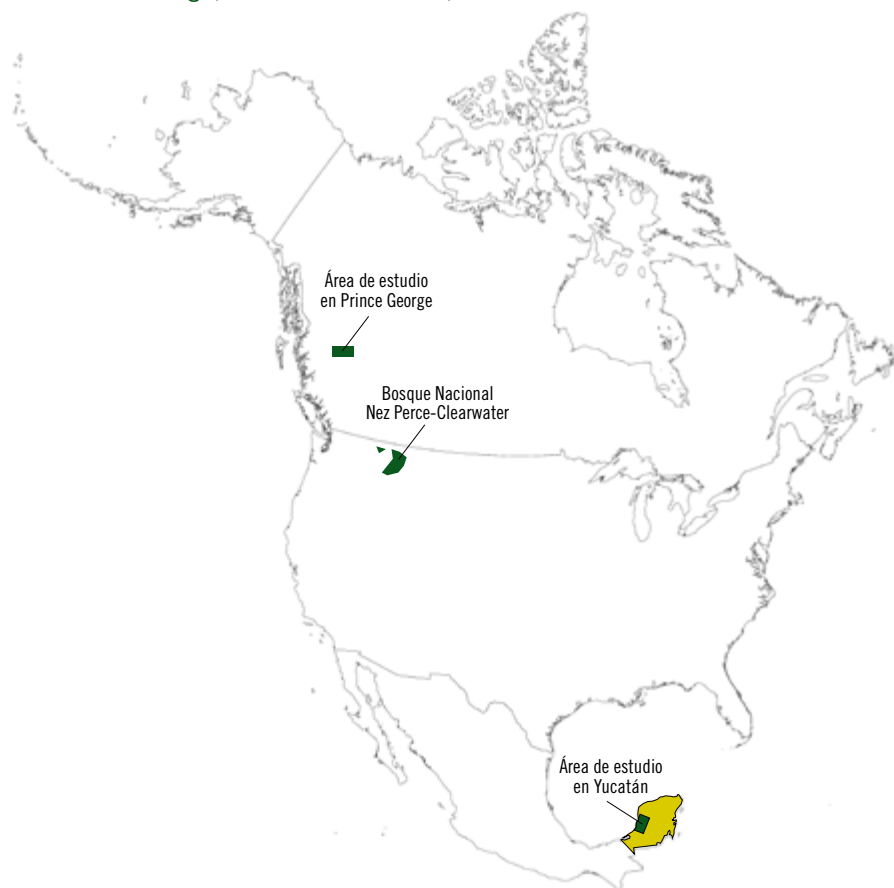 Área de estudio
en Prince George
Bosque Nacional
Nez Perce-Clearwater
Área de estudio
en Yucatán